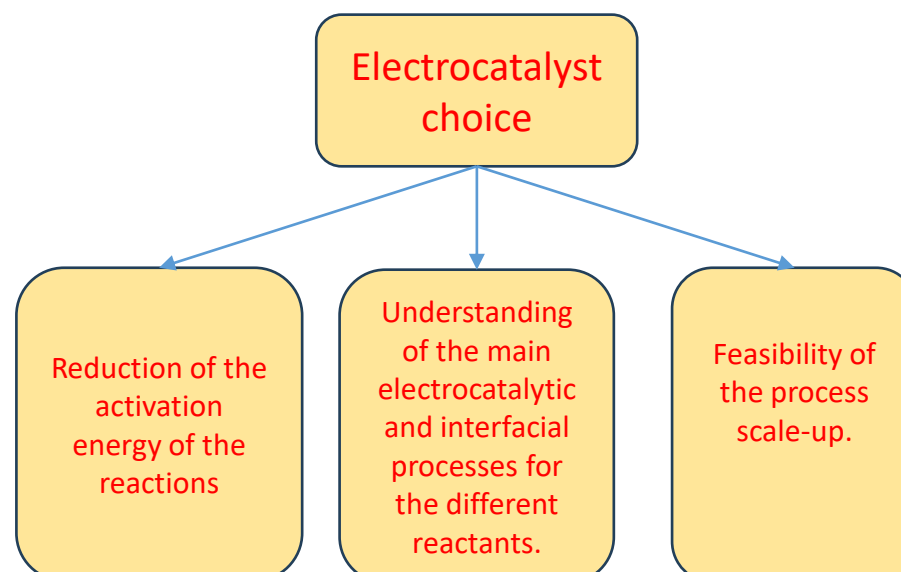 Electrocatalyst
choice
Reduction of the
activation
energy of the
reactions
Understanding
of the main
electrocatalytic
and interfacial
processes for
the different
reactants.
Feasibility of
the process
scale-up.